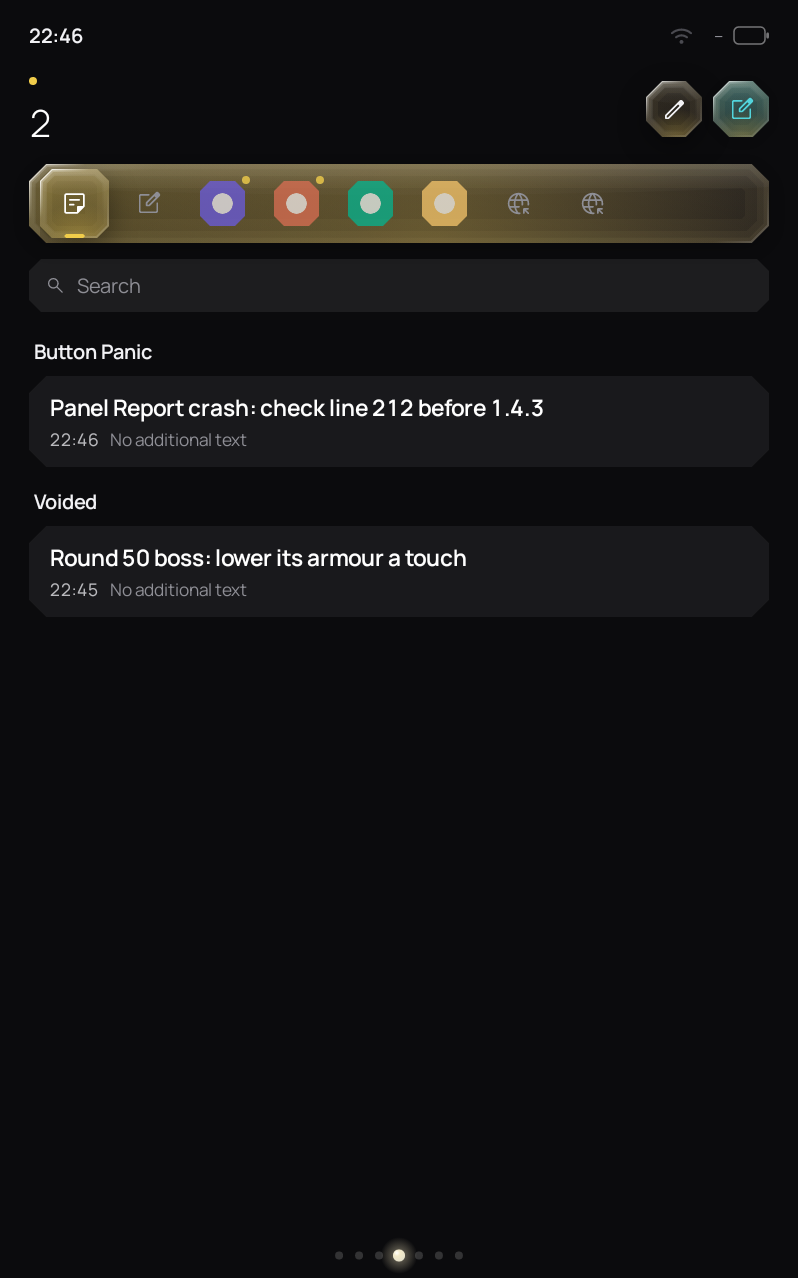 22:46
–
2
Search
Button Panic
Panel Report crash: check line 212 before 1.4.3
22:46 No additional text
Voided
Round 50 boss: lower its armour a touch
22:45 No additional text